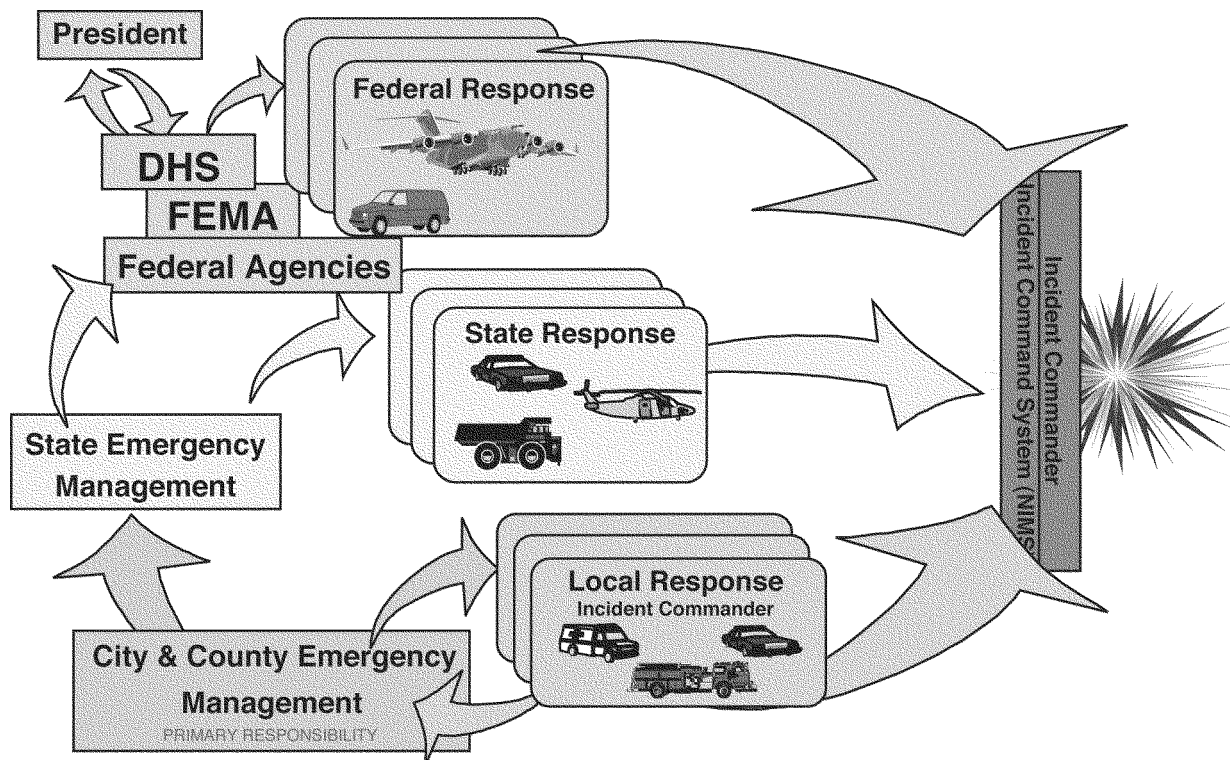 President
DHS
FEMA
Federal Agencies
Federal Response
State Response
State Emergency
Management
Local Response
Incident Commander
City & County Emergency
Management
PRIMARY RESPONSIBILITY
Incident Commander
Incident Command System (NIMS